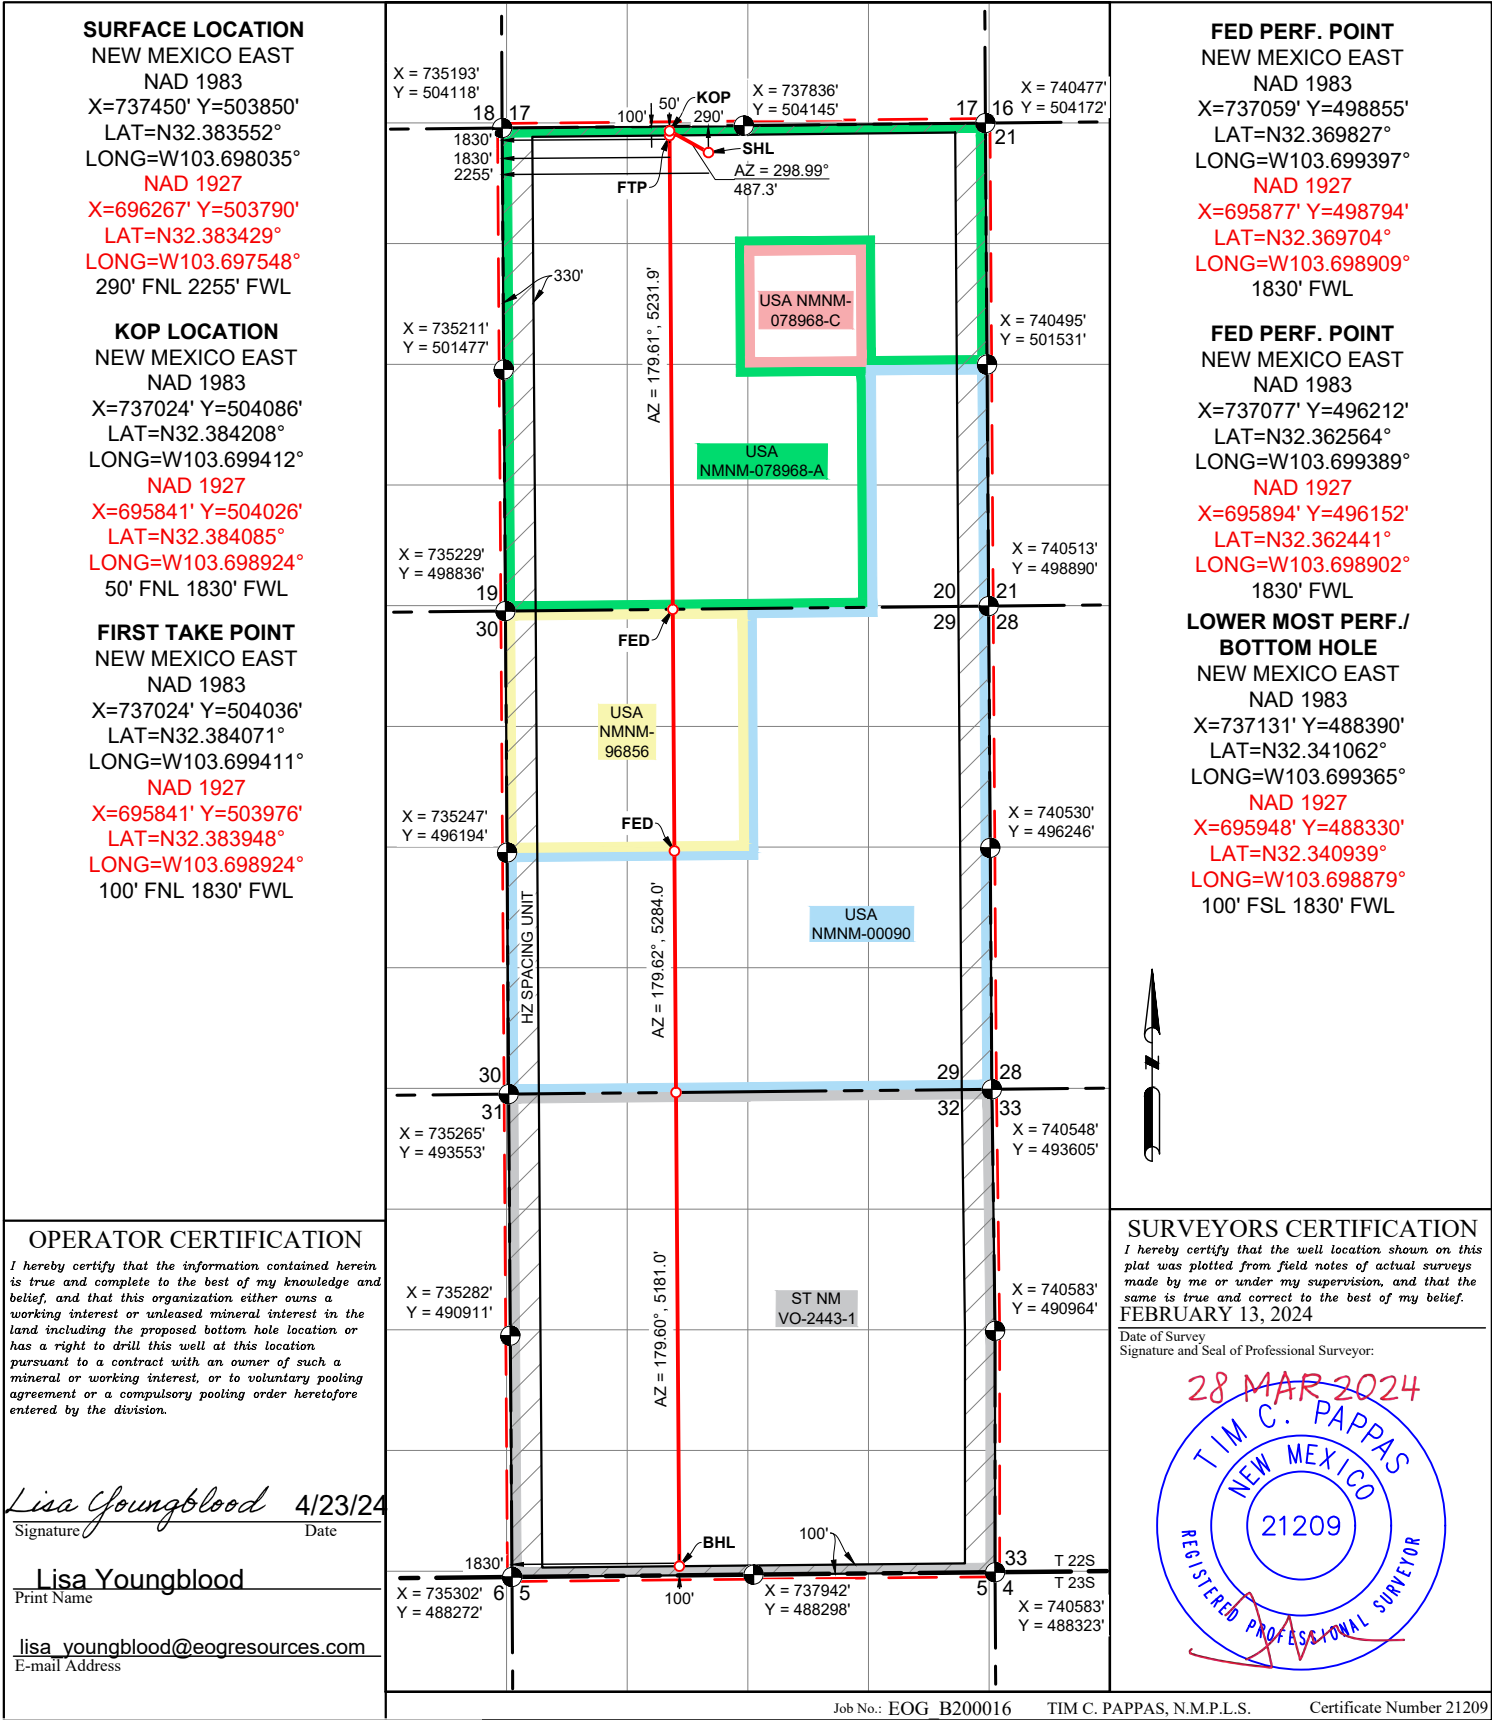 SURFACE LOCATION
NEW MEXICO EAST
NAD 1983
X=737450' Y=503850'
LAT=N32.383552°
LONG=W103.698035°
NAD 1927
X=696267' Y=503790'
LAT=N32.383429°
LONG=W103.697548°
290' FNL 2255' FWL
KOP LOCATION
NEW MEXICO EAST
NAD 1983
X=737024' Y=504086'
LAT=N32.384208°
LONG=W103.699412°
NAD 1927
X=695841' Y=504026'
LAT=N32.384085°
LONG=W103.698924°
50' FNL 1830' FWL
FIRST TAKE POINT
NEW MEXICO EAST
NAD 1983
X=737024' Y=504036'
LAT=N32.384071°
LONG=W103.699411°
NAD 1927
X=695841' Y=503976'
LAT=N32.383948°
LONG=W103.698924°
100' FNL 1830' FWL
OPERATOR CERTIFICATION
I hereby certify that the information contained herein
is true and complete to the best of my knowledge and
belief, and that this organization either owns a
working interest or unleased mineral interest in the
land including the proposed bottom hole location or
has a right to drill this well at this location
pursuant to a contract with an owner of such a
mineral or working interest, or to voluntary pooling
agreement or a compulsory pooling order heretofore
entered by the division.
Lisa Youngblood 4/23/24
Signature Date
Lisa Youngblood
Print Name
lisa_youngblood@eogresources.com
E-mail Address
X = 735193'
Y = 504118'
X = 737836'
Y = 504145'
X = 740477'
Y = 504172'
18 17
100'
50'
KOP
290'
17 16
21
1830'
1830'
2255'
SHL
FTP
AZ = 298.99°
487.3'
330'
AZ = 179.61°, 5231.9'
USA NMNM-
078968-C
X = 735211'
Y = 501477'
X = 740495'
Y = 501531'
USA
NMNM-078968-A
X = 735229'
Y = 498836'
X = 740513'
Y = 498890'
19
30
20 21
29 28
FED
USA
NMNM-
96856
X = 735247'
Y = 496194'
X = 740530'
Y = 496246'
FED
HZ SPACING UNIT
AZ = 179.62°, 5284.0'
USA
NMNM-00090
30
31
29 28
32 33
X = 735265'
Y = 493553'
X = 740548'
Y = 493605'
AZ = 179.60°, 5181.0'
X = 735282'
Y = 490911'
ST NM
VO-2443-1
X = 740583'
Y = 490964'
1830'
BHL
100'
33
T 22S
T 23S
6 5
5 4
X = 735302'
Y = 488272'
100'
X = 737942'
Y = 488298'
X = 740583'
Y = 488323'
FED PERF. POINT
NEW MEXICO EAST
NAD 1983
X=737059' Y=498855'
LAT=N32.369827°
LONG=W103.699397°
NAD 1927
X=695877' Y=498794'
LAT=N32.369704°
LONG=W103.698909°
1830' FWL
FED PERF. POINT
NEW MEXICO EAST
NAD 1983
X=737077' Y=496212'
LAT=N32.362564°
LONG=W103.699389°
NAD 1927
X=695894' Y=496152'
LAT=N32.362441°
LONG=W103.698902°
1830' FWL
LOWER MOST PERF./
BOTTOM HOLE
NEW MEXICO EAST
NAD 1983
X=737131' Y=488390'
LAT=N32.341062°
LONG=W103.699365°
NAD 1927
X=695948' Y=488330'
LAT=N32.340939°
LONG=W103.698879°
100' FSL 1830' FWL
Z
SURVEYORS CERTIFICATION
I hereby certify that the well location shown on this
plat was plotted from field notes of actual surveys
made by me or under my supervision, and that the
same is true and correct to the best of my belief.
FEBRUARY 13, 2024
Date of Survey
Signature and Seal of Professional Surveyor:
28 MAR 2024
TIM C. PAPPAS
NEW MEXICO
21209
REGISTERED PROFESSIONAL SURVEYOR
Job No.: EOG_B200016 TIM C. PAPPAS, N.M.P.L.S. Certificate Number 21209